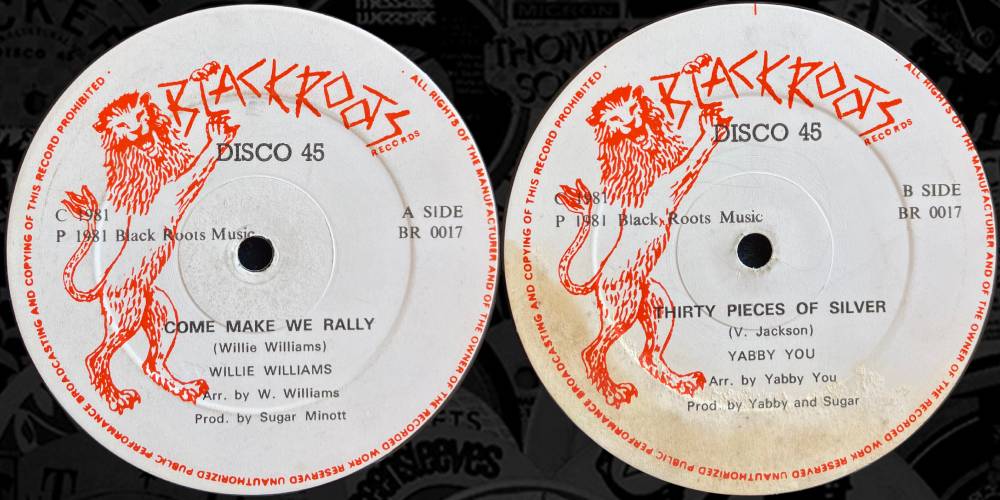 BLACKROOTS
RECORDS
DISCO 45
C 1981
P 1981 Black Roots Music
A SIDE
BR 0017
COME MAKE WE RALLY
(Willie Williams)
WILLIE WILLIAMS
Arr. by W. Williams
Prod. by Sugar Minott
ALL RIGHTS OF THE MANUFACTURER AND OF THE OWNER OF THE RECORDED WORK RESERVED UNAUTHORIZED PUBLIC PERFORMANCE BROADCASTING AND COPYING OF THIS RECORD PROHIBITED
BLACKROOTS
RECORDS
DISCO 45
C 1981
P 1981 Black Roots Music
B SIDE
BR 0017
THIRTY PIECES OF SILVER
(V. Jackson)
YABBY YOU
Arr. by Yabby You
Prod. by Yabby and Sugar
ALL RIGHTS OF THE MANUFACTURER AND OF THE OWNER OF THE RECORDED WORK RESERVED UNAUTHORIZED PUBLIC PERFORMANCE BROADCASTING AND COPYING OF THIS RECORD PROHIBITED
MICRON